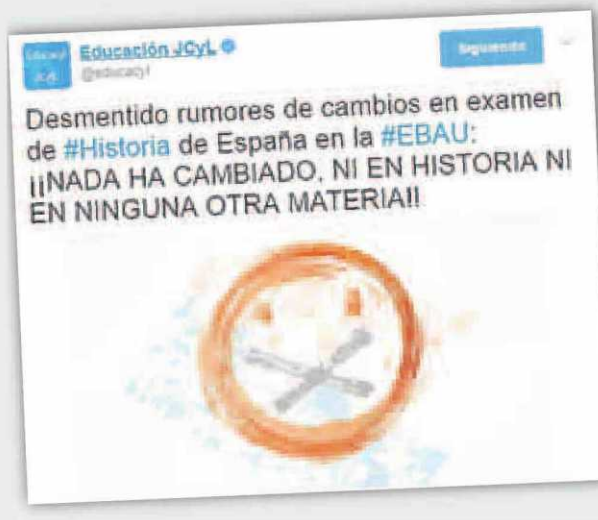 Educación JCyL
@educacyl
Siguiendo
Desmentido rumores de cambios en examen
de #Historia de España en la #EBAU:
¡¡NADA HA CAMBIADO, NI EN HISTORIA NI
EN NINGUNA OTRA MATERIA!!